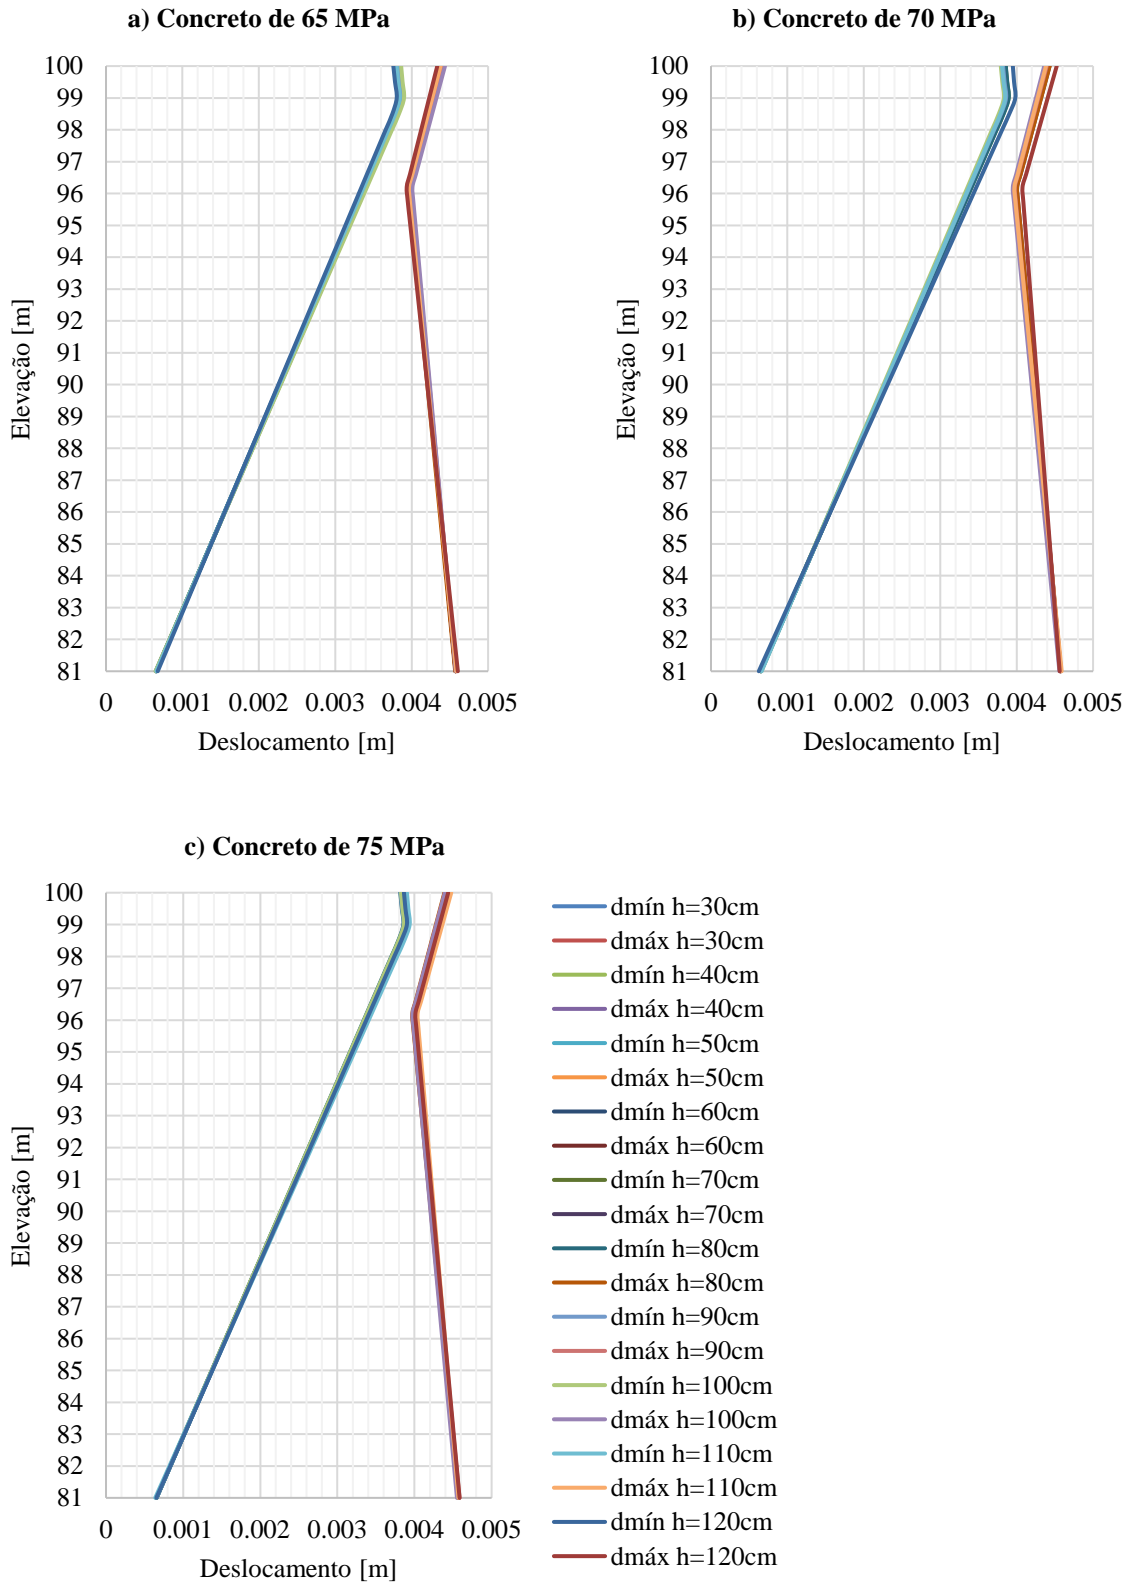 a) Concreto de 65 MPa
100
99
98
97
96
95
94
93
92
91
90
89
88
87
86
85
84
83
82
81
Elevação [m]
0 0.001 0.002 0.003 0.004 0.005
Deslocamento [m]
b) Concreto de 70 MPa
100
99
98
97
96
95
94
93
92
91
90
89
88
87
86
85
84
83
82
81
Elevação [m]
0 0.001 0.002 0.003 0.004 0.005
Deslocamento [m]
c) Concreto de 75 MPa
100
99
98
97
96
95
94
93
92
91
90
89
88
87
86
85
84
83
82
81
Elevação [m]
0 0.001 0.002 0.003 0.004 0.005
Deslocamento [m]
dmín h=30cm
dmáx h=30cm
dmín h=40cm
dmáx h=40cm
dmín h=50cm
dmáx h=50cm
dmín h=60cm
dmáx h=60cm
dmín h=70cm
dmáx h=70cm
dmín h=80cm
dmáx h=80cm
dmín h=90cm
dmáx h=90cm
dmín h=100cm
dmáx h=100cm
dmín h=110cm
dmáx h=110cm
dmín h=120cm
dmáx h=120cm